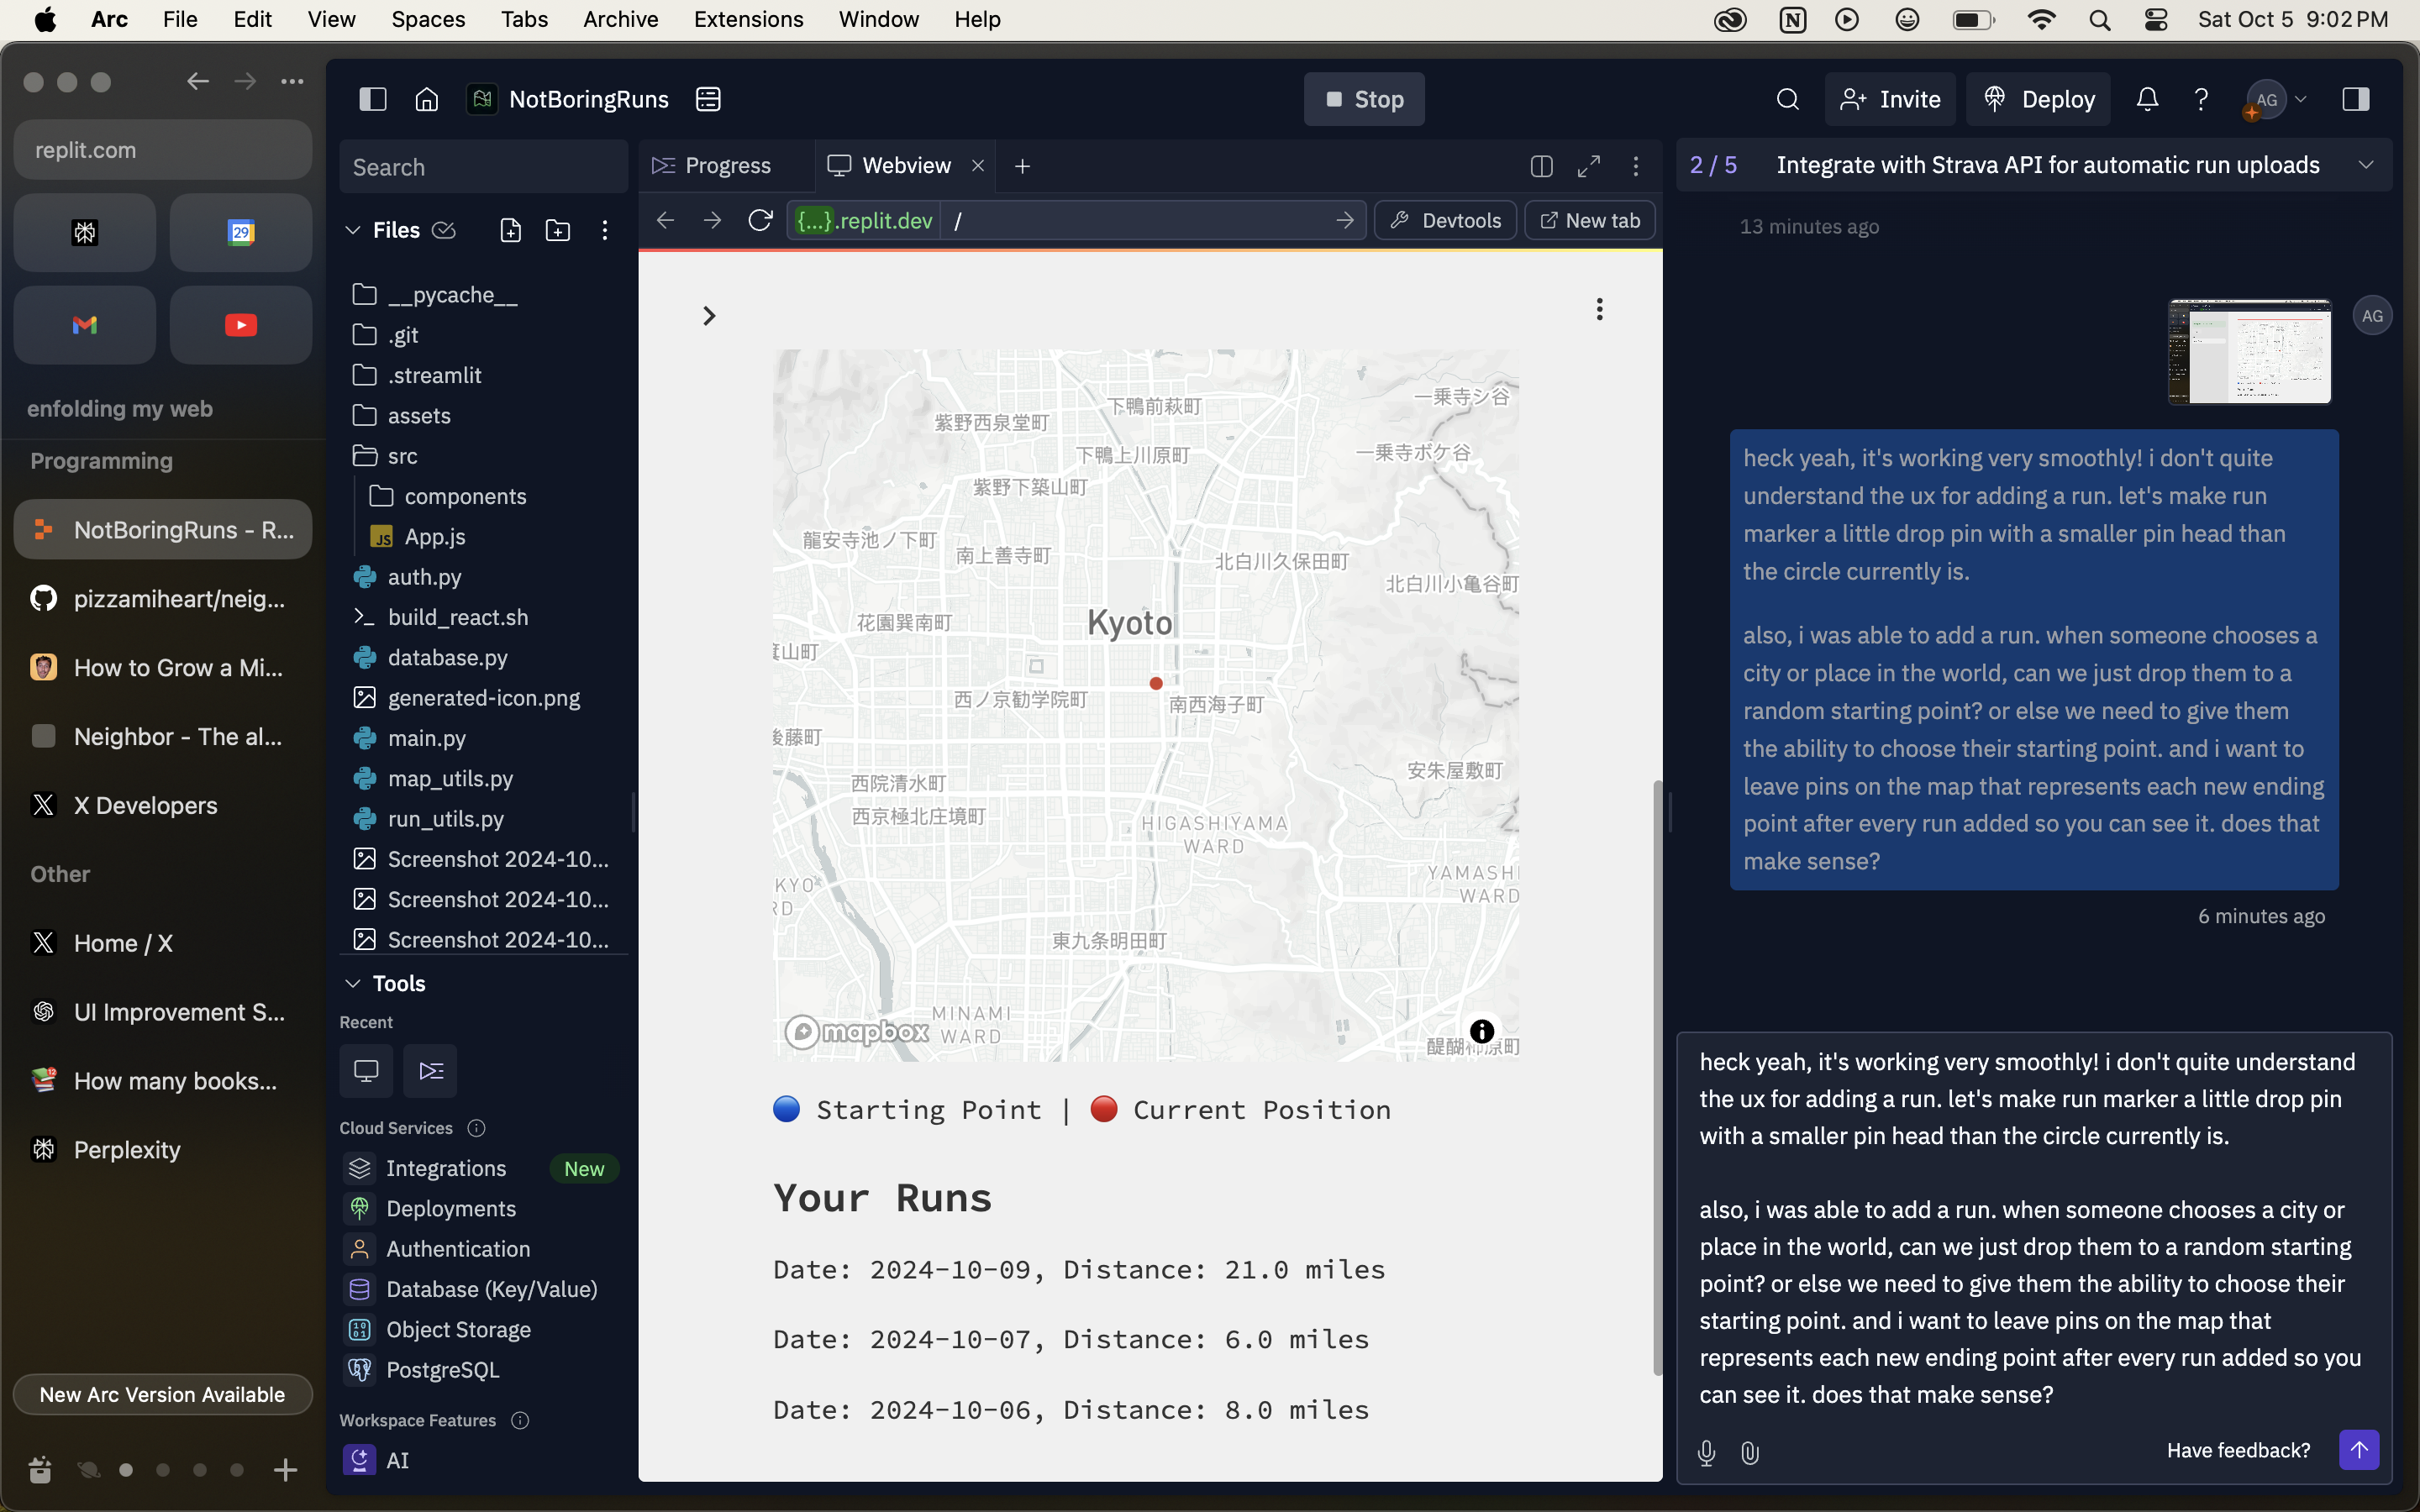 Arc File Edit View Spaces Tabs Archive Extensions Window Help
Sat Oct 5 9:02 PM
replit.com
29
enfolding my web
Programming
NotBoringRuns - R...
pizzamiheart/neig...
How to Grow a Mi...
Neighbor - The al...
X Developers
Other
Home / X
UI Improvement S...
How many books...
Perplexity
New Arc Version Available
NotBoringRuns
Stop
Invite
Deploy
AG
Search
Files
__pycache__
.git
.streamlit
assets
src
components
JS App.js
auth.py
build_react.sh
database.py
generated-icon.png
main.py
map_utils.py
run_utils.py
Screenshot 2024-10...
Screenshot 2024-10...
Screenshot 2024-10...
Tools
Recent
Cloud Services
Integrations New
Deployments
Authentication
Database (Key/Value)
Object Storage
PostgreSQL
Workspace Features
AI
Progress
Webview
{...}.replit.dev /
Devtools
New tab
下鴨前萩町
一乗寺シ谷
紫野西泉堂町
下鴨上川原町
一乗寺ボケ谷
紫野下築山町
龍安寺池ノ下町
南上善寺町
北白川久保田町
北白川小亀谷町
花園巽南町
Kyoto
山町
西ノ京勧学院町
南西海子町
後藤町
西院清水町
安朱屋敷町
西京極北庄境町
HIGASHIYAMA
WARD
YAMASHI
WARD
KYO
RD
東九条明田町
MINAMI
WARD
mapbox
Starting Point | Current Position
Your Runs
Date: 2024-10-09, Distance: 21.0 miles
Date: 2024-10-07, Distance: 6.0 miles
Date: 2024-10-06, Distance: 8.0 miles
2 / 5 Integrate with Strava API for automatic run uploads
13 minutes ago
AG
heck yeah, it's working very smoothly! i don't quite
understand the ux for adding a run. let's make run
marker a little drop pin with a smaller pin head than
the circle currently is.
also, i was able to add a run. when someone chooses a
city or place in the world, can we just drop them to a
random starting point? or else we need to give them
the ability to choose their starting point. and i want to
leave pins on the map that represents each new ending
point after every run added so you can see it. does that
make sense?
6 minutes ago
heck yeah, it's working very smoothly! i don't quite understand
the ux for adding a run. let's make run marker a little drop pin
with a smaller pin head than the circle currently is.
also, i was able to add a run. when someone chooses a city or
place in the world, can we just drop them to a random starting
point? or else we need to give them the ability to choose their
starting point. and i want to leave pins on the map that
represents each new ending point after every run added so you
can see it. does that make sense?
Have feedback?